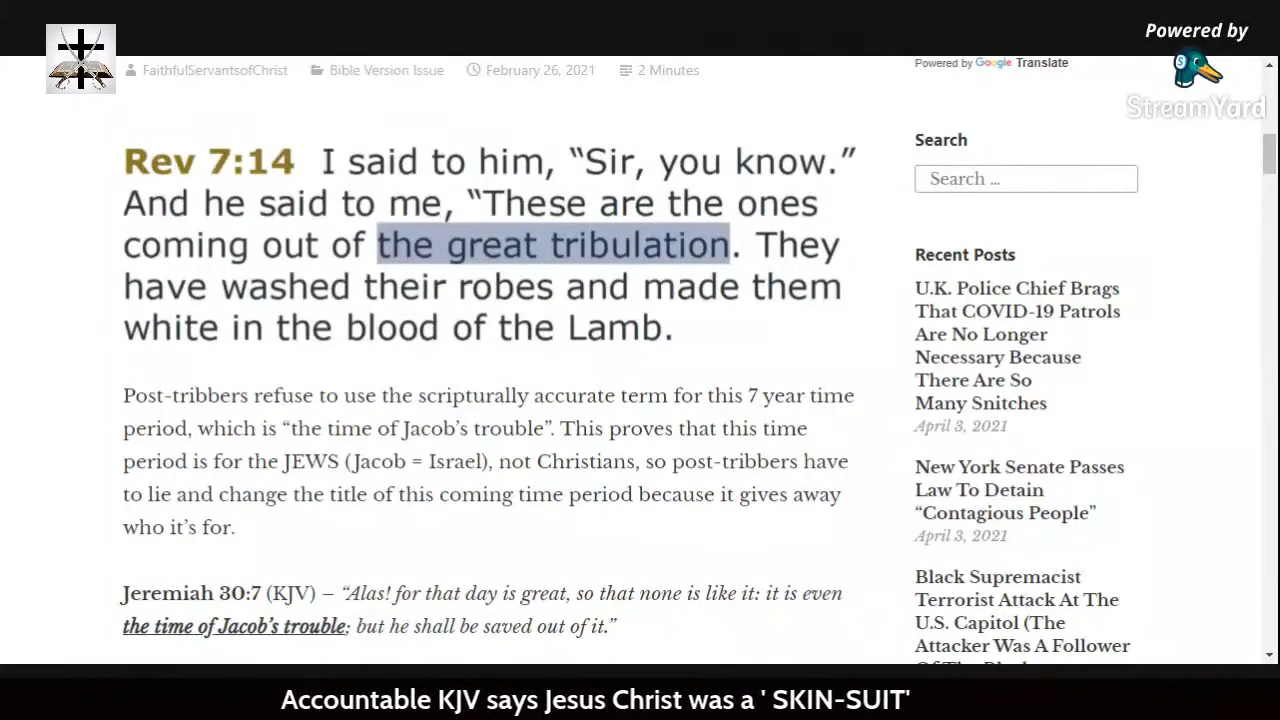 Powered by
StreamYard
FaithfulServantsofChrist Bible Version Issue February 26, 2021 2 Minutes
Powered by Google Translate
Rev 7:14 I said to him, “Sir, you know.”
And he said to me, “These are the ones
coming out of the great tribulation. They
have washed their robes and made them
white in the blood of the Lamb.
Post-tribbers refuse to use the scripturally accurate term for this 7 year time
period, which is “the time of Jacob’s trouble”. This proves that this time
period is for the JEWS (Jacob = Israel), not Christians, so post-tribbers have
to lie and change the title of this coming time period because it gives away
who it’s for.
Jeremiah 30:7 (KJV) – “Alas! for that day is great, so that none is like it: it is even
the time of Jacob’s trouble; but he shall be saved out of it.”
Search
Search …
Recent Posts
U.K. Police Chief Brags
That COVID-19 Patrols
Are No Longer
Necessary Because
There Are So
Many Snitches
April 3, 2021
New York Senate Passes
Law To Detain
“Contagious People”
April 3, 2021
Black Supremacist
Terrorist Attack At The
U.S. Capitol (The
Attacker Was A Follower
Accountable KJV says Jesus Christ was a ' SKIN-SUIT'